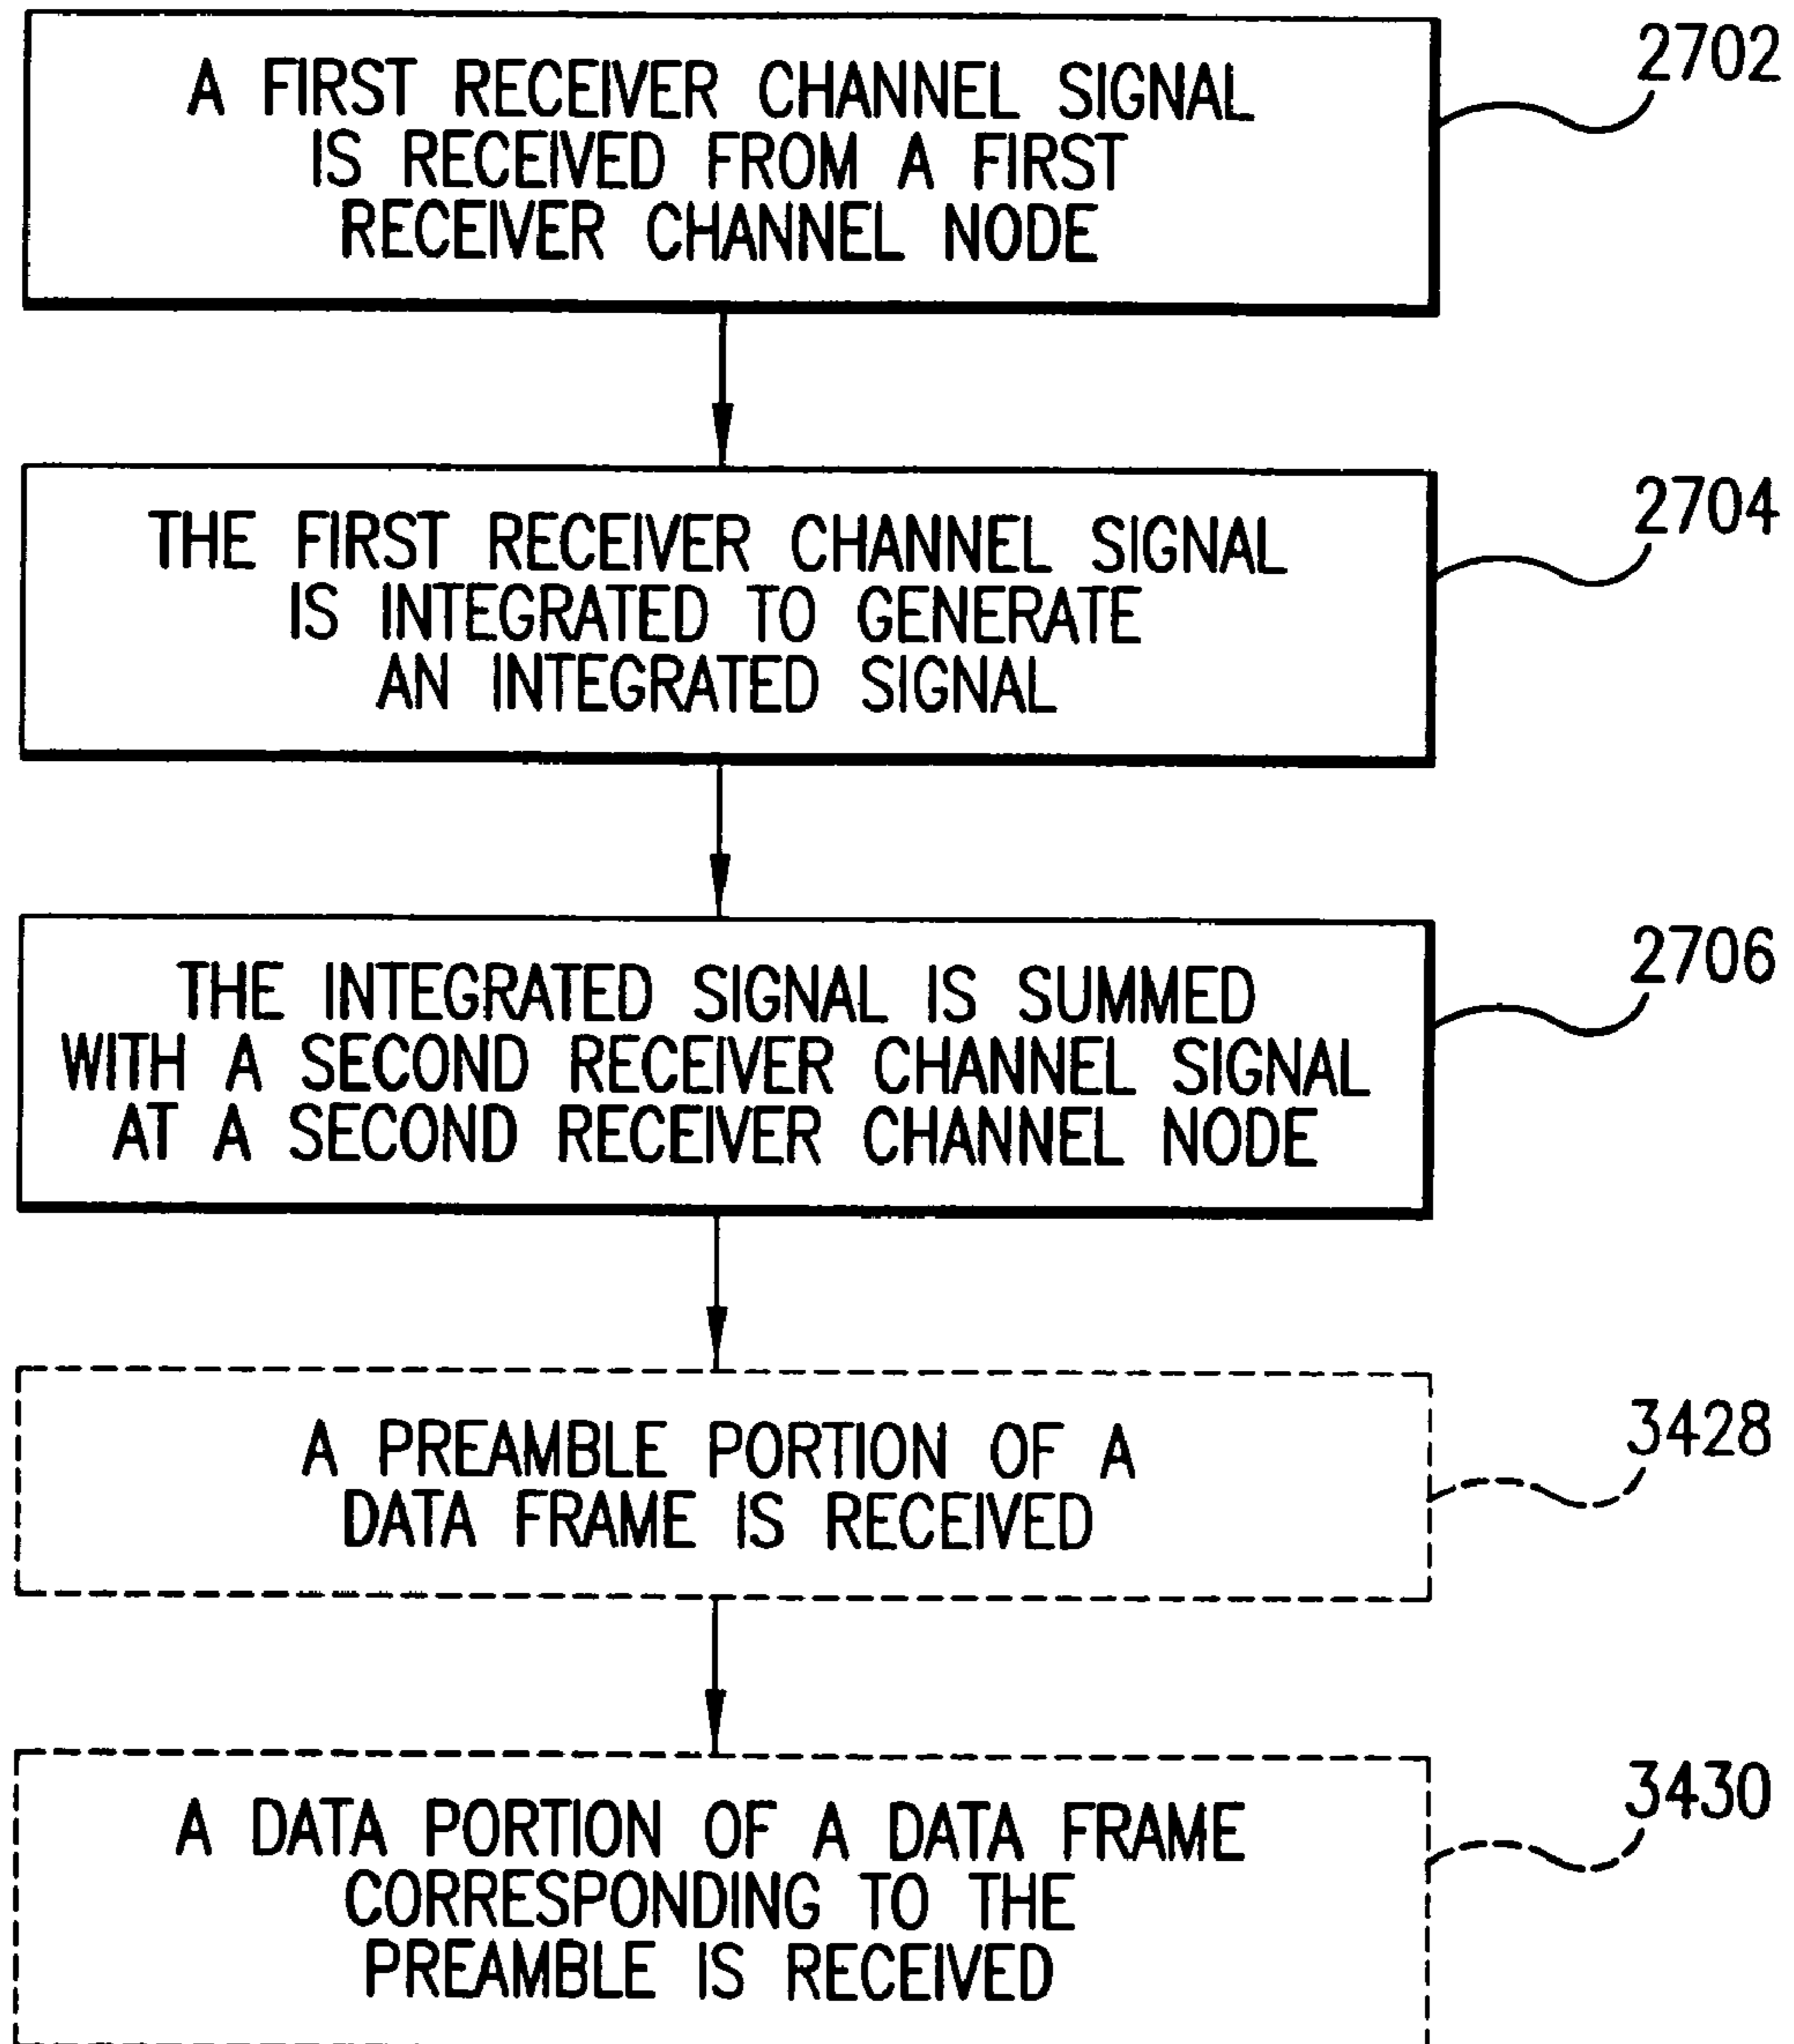 A FIRST RECEIVER CHANNEL SIGNAL
IS RECEIVED FROM A FIRST
RECEIVER CHANNEL NODE
2702
THE FIRST RECEIVER CHANNEL SIGNAL
IS INTEGRATED TO GENERATE
AN INTEGRATED SIGNAL
2704
THE INTEGRATED SIGNAL IS SUMMED
WITH A SECOND RECEIVER CHANNEL SIGNAL
AT A SECOND RECEIVER CHANNEL NODE
2706
A PREAMBLE PORTION OF A
DATA FRAME IS RECEIVED
3428
A DATA PORTION OF A DATA FRAME
CORRESPONDING TO THE
PREAMBLE IS RECEIVED
3430